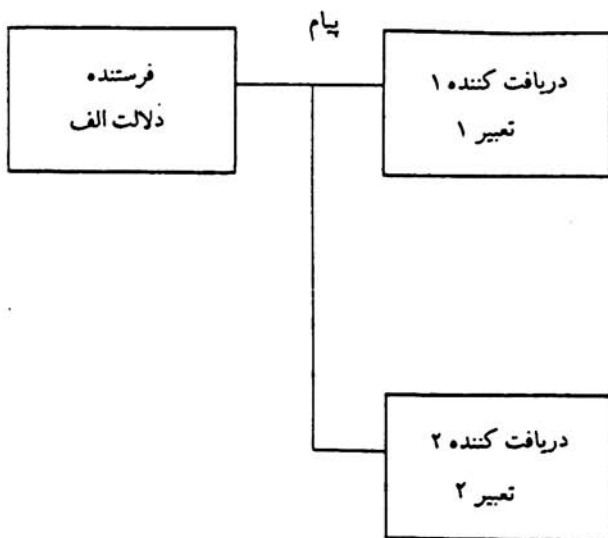 پیام
فرستنده
دلالت الف
دریافت کننده ۱
تعبیر ۱
دریافت کننده ۲
تعبیر ۲